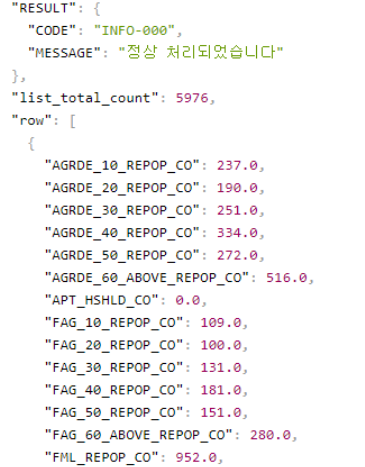 "RESULT": {
"CODE": "INFO-000",
"MESSAGE": "정상 처리되었습니다"
},
"list_total_count": 5976,
"row": [
{
"AGRDE_10_REPOP_CO": 237.0,
"AGRDE_20_REPOP_CO": 190.0,
"AGRDE_30_REPOP_CO": 251.0,
"AGRDE_40_REPOP_CO": 334.0,
"AGRDE_50_REPOP_CO": 272.0,
"AGRDE_60_ABOVE_REPOP_CO": 516.0,
"APT_HSHLD_CO": 0.0,
"FAG_10_REPOP_CO": 109.0,
"FAG_20_REPOP_CO": 100.0,
"FAG_30_REPOP_CO": 131.0,
"FAG_40_REPOP_CO": 181.0,
"FAG_50_REPOP_CO": 151.0,
"FAG_60_ABOVE_REPOP_CO": 280.0,
"FML_REPOP_CO": 952.0,